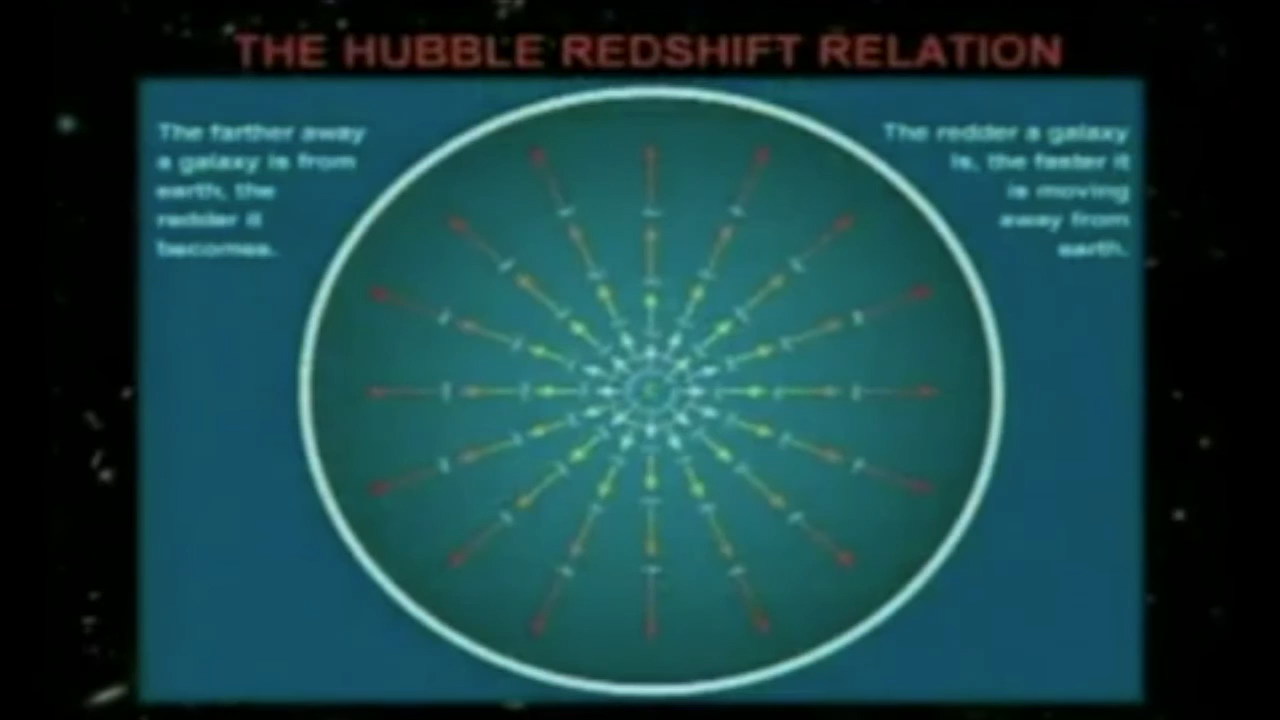 THE HUBBLE REDSHIFT RELATION
The farther away
a galaxy is from
earth, the
redder it
becomes.
The redder a galaxy
is, the faster it
is moving
away from
earth.